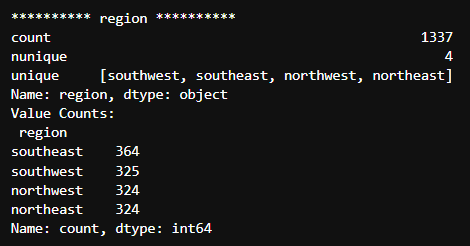 ********** region **********
count                                                 1337
nunique                                                  4
unique     [southwest, southeast, northwest, northeast]
Name: region, dtype: object
Value Counts:
 region
southeast    364
southwest    325
northwest    324
northeast    324
Name: count, dtype: int64